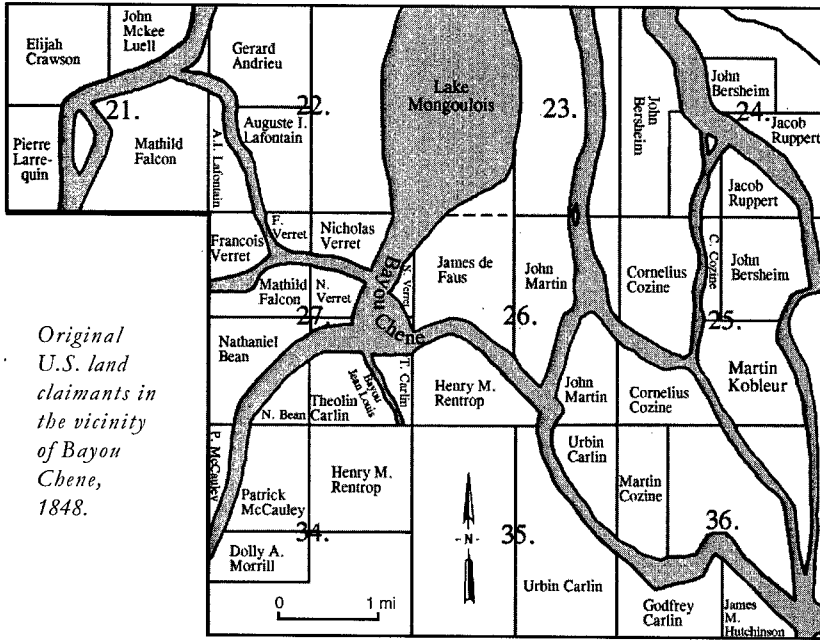 Elijah
Crawson
John
Mckee
Luell
Gerard
Andrieu
Lake
Mongoulois
John
Bersheim
John
Bersheim
21.
22.
23.
24.
Pierre
Larre-
quin
Mathild
Falcon
A.I. Lafontain
Auguste I.
Lafontain
Jacob
Ruppert
Jacob
Ruppert
Francois
Verret
F.
Verret
Nicholas
Verret
Bayou Chene
N. Verret
James de
Faus
John
Martin
Cornelius
Cozine
C. Cozine
John
Bersheim
Mathild
Falcon
N.
Verret
27.
26.
25.
Nathaniel
Bean
Bayou
Jean Louis
T. Carlin
Henry M.
Rentrop
John
Martin
Cornelius
Cozine
Martin
Kobleur
N. Bean
Theolin
Carlin
P. McCauley
Patrick
McCauley
Henry M.
Rentrop
Urbin
Carlin
Martin
Cozine
34.
35.
36.
Dolly A.
Morrill
-N-
0 1 mi
Urbin Carlin
Godfrey
Carlin
James
M.
Hutchinson
Original
U.S. land
claimants in
the vicinity
of Bayou
Chene,
1848.